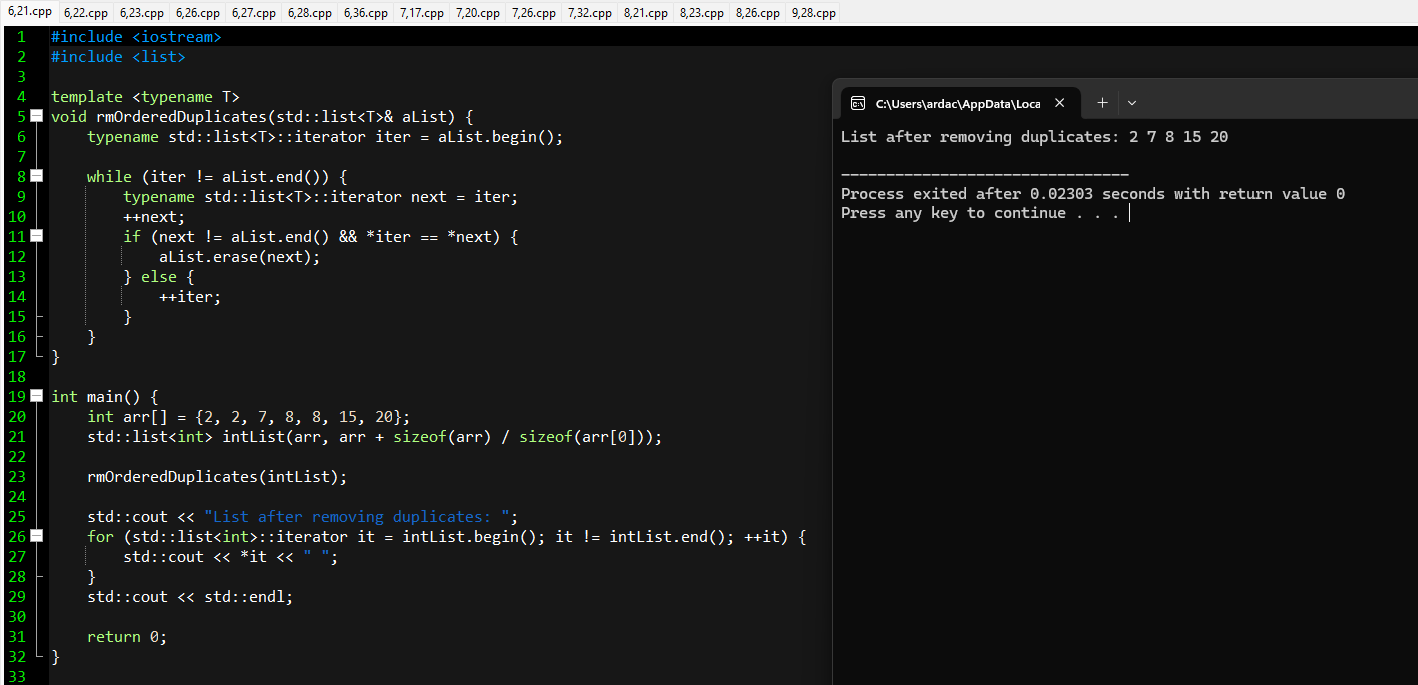 6,21.cpp 6,22.cpp 6,23.cpp 6,26.cpp 6,27.cpp 6,28.cpp 6,36.cpp 7,17.cpp 7,20.cpp 7,26.cpp 7,32.cpp 8,21.cpp 8,23.cpp 8,26.cpp 9,28.cpp
1 #include <iostream>
2 #include <list>
3
4 template <typename T>
5 void rmOrderedDuplicates(std::list<T>& aList) {
6 typename std::list<T>::iterator iter = aList.begin();
7
8 while (iter != aList.end()) {
9 typename std::list<T>::iterator next = iter;
10 ++next;
11 if (next != aList.end() && *iter == *next) {
12 aList.erase(next);
13 } else {
14 ++iter;
15 }
16 }
17 }
18
19 int main() {
20 int arr[] = {2, 2, 7, 8, 8, 15, 20};
21 std::list<int> intList(arr, arr + sizeof(arr) / sizeof(arr[0]));
22
23 rmOrderedDuplicates(intList);
24
25 std::cout << "List after removing duplicates: ";
26 for (std::list<int>::iterator it = intList.begin(); it != intList.end(); ++it) {
27 std::cout << *it << " ";
28 }
29 std::cout << std::endl;
30
31 return 0;
32 }
33
C:\Users\ardac\AppData\Loca
List after removing duplicates: 2 7 8 15 20
--------------------------------
Process exited after 0.02303 seconds with return value 0
Press any key to continue . . .